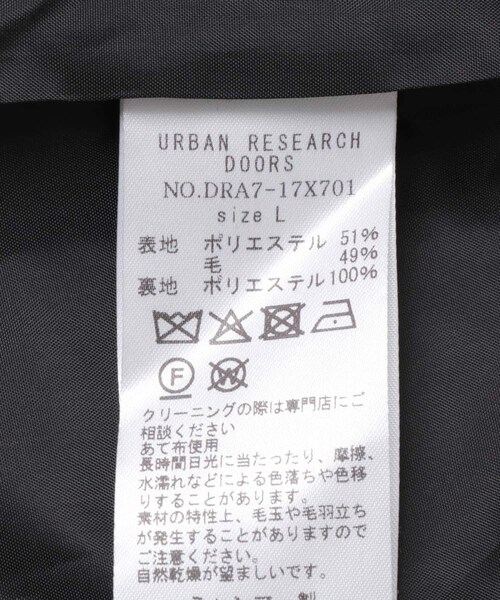 URBAN RESEARCH
DOORS
NO.DRA7-17X701
size L
表地 ポリエステル 51%
毛 49%
裏地 ポリエステル 100%
F W
クリーニングの際は専門店にご
相談ください
あて布使用
長時間日光に当たったり、摩擦、
水濡れなどによる色落ちや色移
りすることがあります。
素材の特性上、毛玉や毛羽立ち
が発生することがありますので
ご注意ください。
自然乾燥が望ましいです。